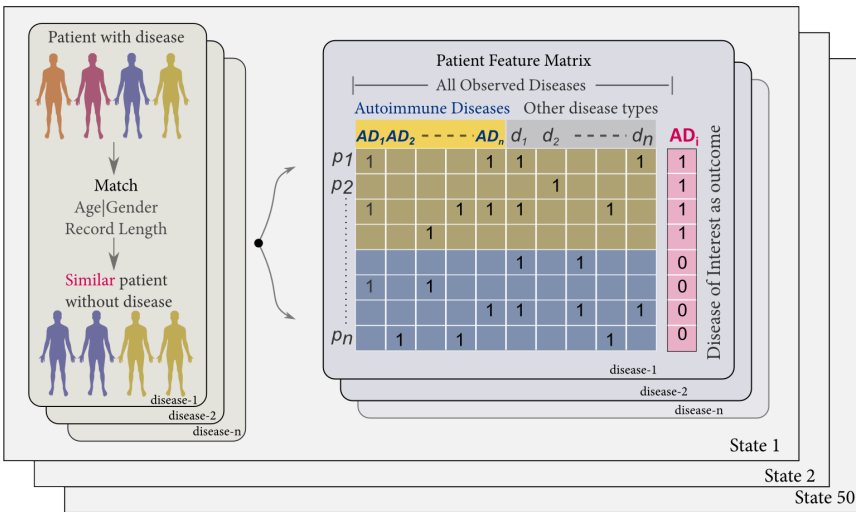 Patient with disease
Match
Age|Gender
Record Length
Similar patient
without disease
disease-1
disease-2
disease-n
Patient Feature Matrix
All Observed Diseases
Autoimmune Diseases Other disease types
AD1 AD2 - - - - - ADn d1 d2 - - - - - dn ADi
p1 1 1 1 1 1
p2 1 1
1 1 1 1 1 1
1 1
1 1 0
1 1 0
1 1 1 1 0
pn 1 1 1 0
Disease of Interest as outcome
disease-1
disease-2
disease-n
State 1
State 2
State 50